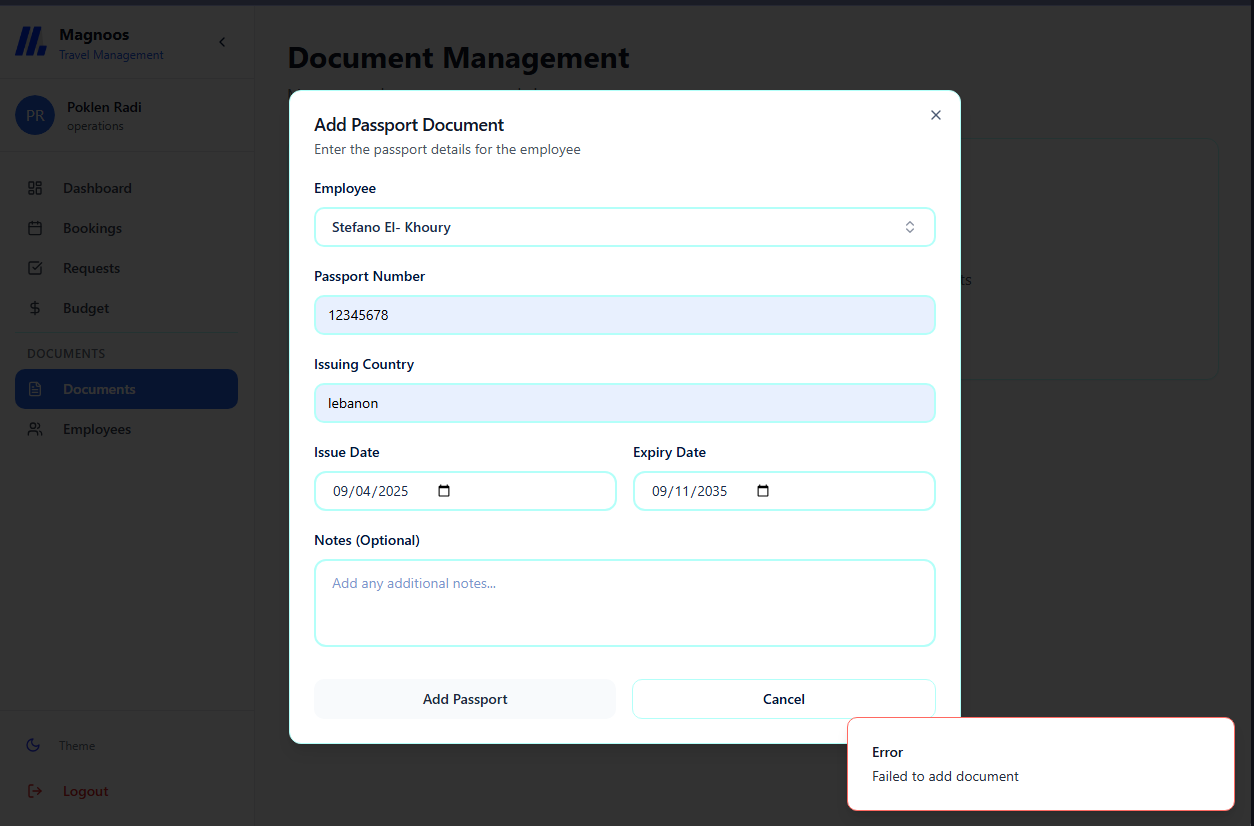 Magnoos
Travel Management
PR
Poklen Radi
operations
Dashboard
Bookings
Requests
$ Budget
DOCUMENTS
Documents
Employees
Theme
Logout
Document Management
Add Passport Document
Enter the passport details for the employee
Employee
Stefano El- Khoury
Passport Number
12345678
Issuing Country
lebanon
Issue Date Expiry Date
09/04/2025 09/11/2035
Notes (Optional)
Add any additional notes...
Add Passport Cancel
Error
Failed to add document